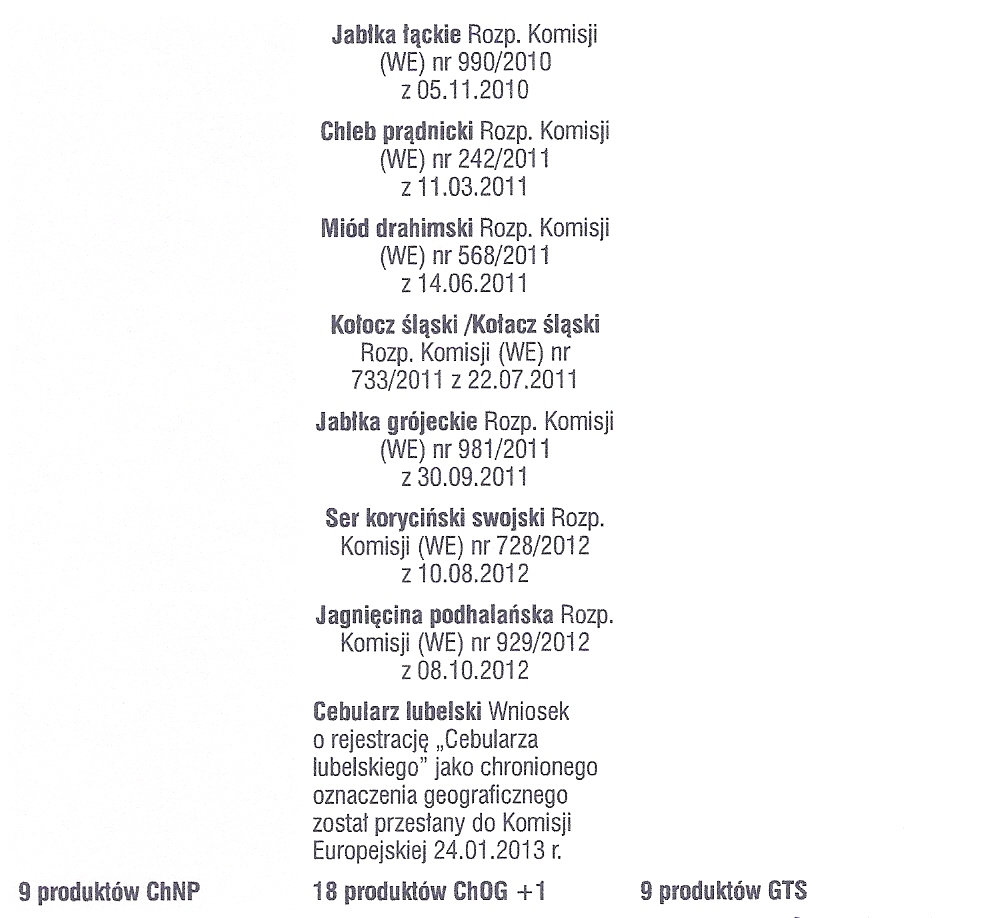 Jabłka łąckie Rozp. Komisji
(WE) nr 990/2010
z 05.11.2010
Chleb prądnicki Rozp. Komisji
(WE) nr 242/2011
z 11.03.2011
Miód drahimski Rozp. Komisji
(WE) nr 568/2011
z 14.06.2011
Kołocz śląski /Kołacz śląski
Rozp. Komisji (WE) nr
733/2011 z 22.07.2011
Jabłka grójeckie Rozp. Komisji
(WE) nr 981/2011
z 30.09.2011
Ser koryciński swojski Rozp.
Komisji (WE) nr 728/2012
z 10.08.2012
Jagnięcina podhalańska Rozp.
Komisji (WE) nr 929/2012
z 08.10.2012
Cebularz lubelski Wniosek
o rejestrację „Cebularza
lubelskiego” jako chronionego
oznaczenia geograficznego
został przesłany do Komisji
Europejskiej 24.01.2013 r.
9 produktów ChNP 18 produktów ChOG +1 9 produktów GTS